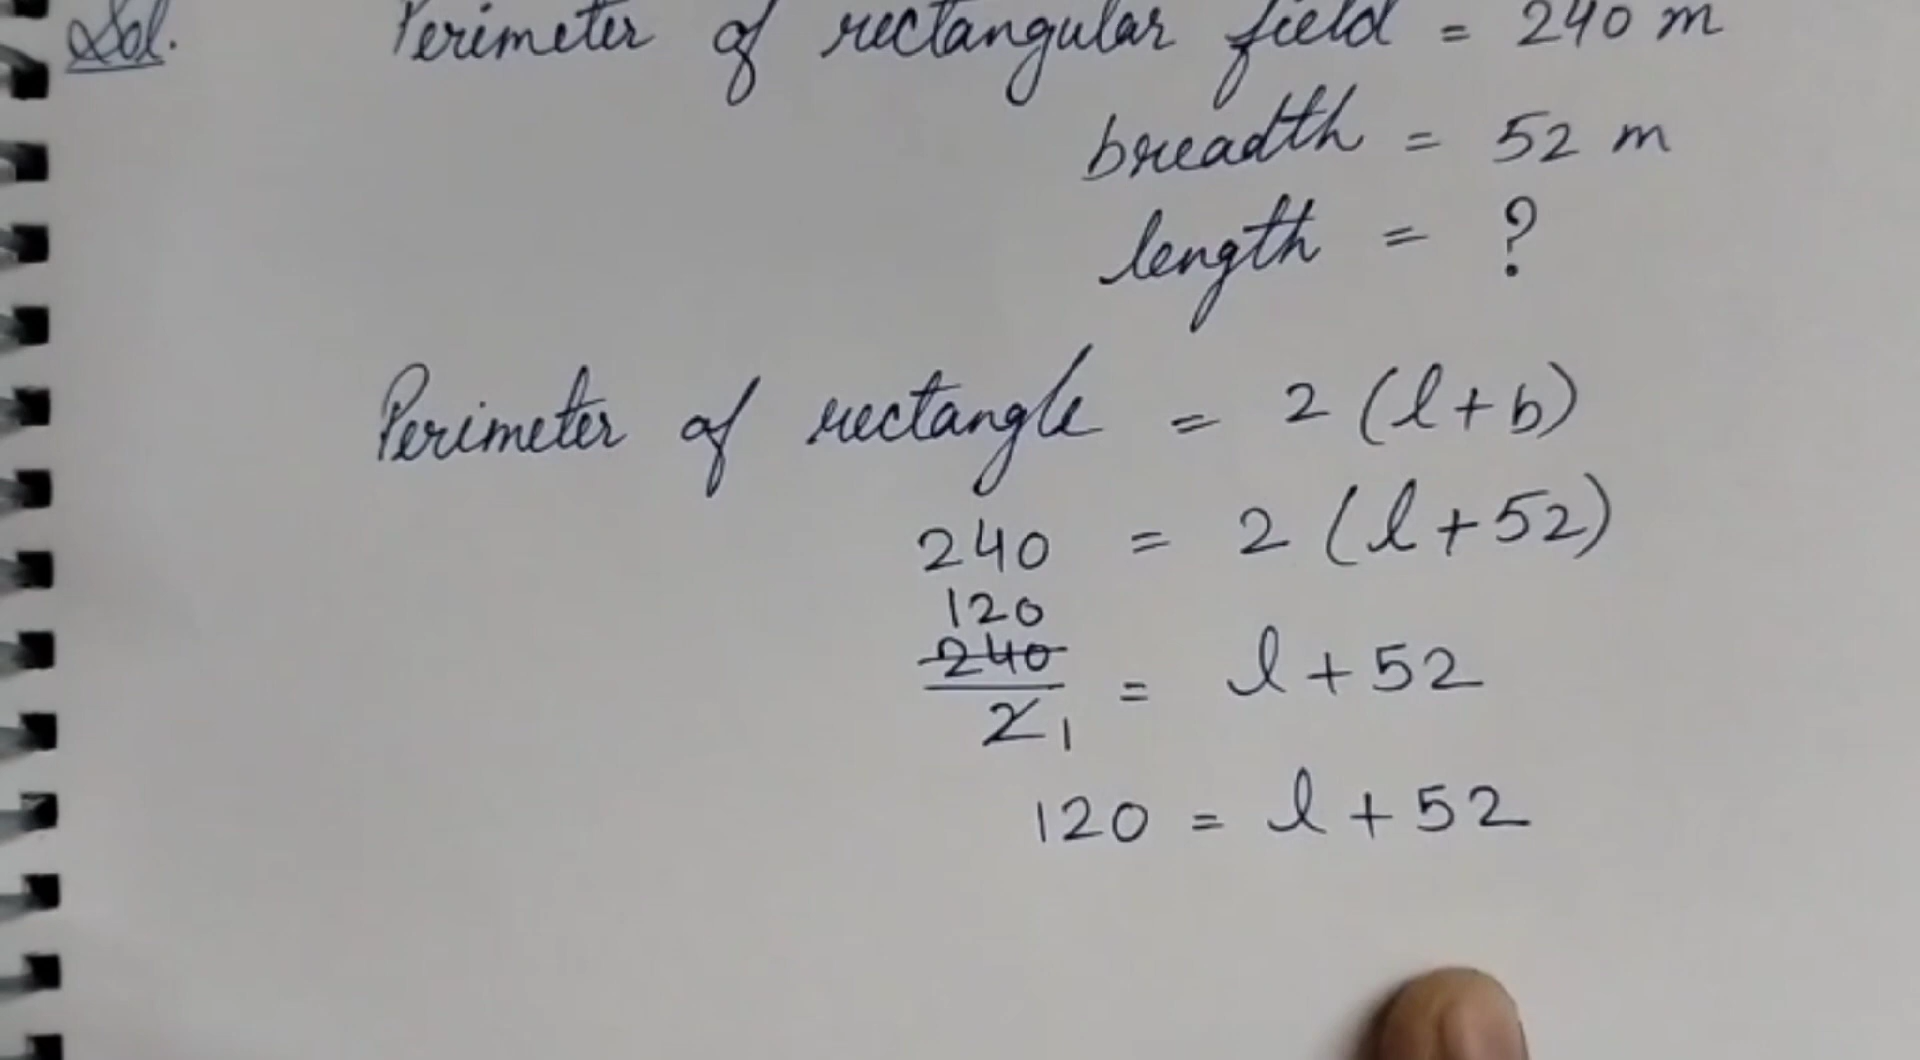 Sol. Perimeter of rectangular field = 240 m
breadth = 52 m
length = ?
Perimeter of rectangle = 2 (l+b)
240 = 2 (l+52)
120
240/2 1 = l+52
120 = l+52